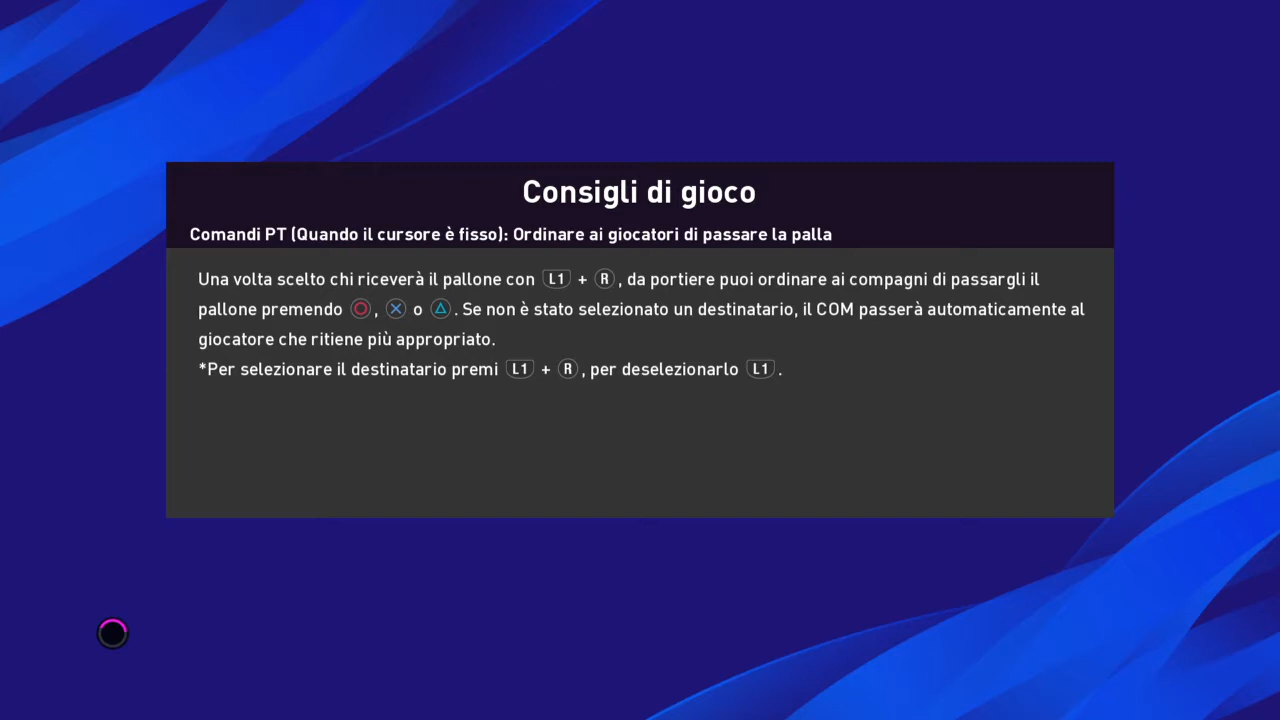 Consigli di gioco
Comandi PT (Quando il cursore è fisso): Ordinare ai giocatori di passare la palla
Una volta scelto chi riceverà il pallone con L1 + R, da portiere puoi ordinare ai compagni di passargli il
pallone premendo ○, ✕ o △. Se non è stato selezionato un destinatario, il COM passerà automaticamente al
giocatore che ritiene più appropriato.
*Per selezionare il destinatario premi L1 + R, per deselezionarlo L1.